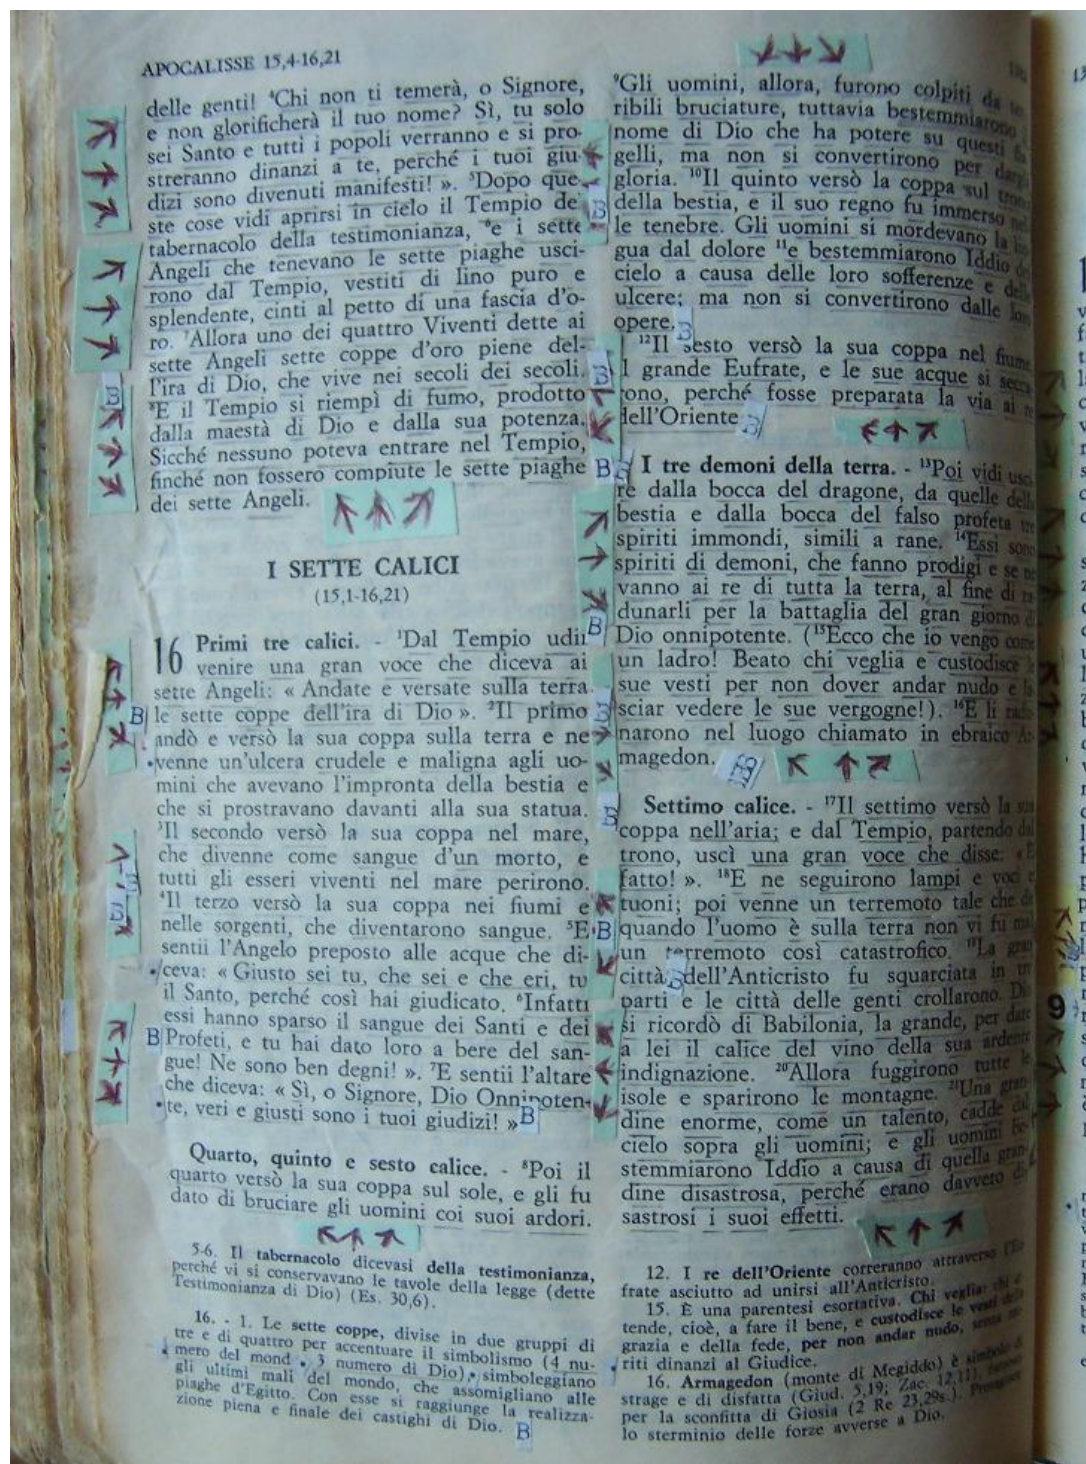 APOCALISSE 15,4-16,21
delle genti! ⁴Chi non ti temerà, o Signore,
e non glorificherà il tuo nome? Sì, tu solo
sei Santo e tutti i popoli verranno e si pro-
streranno dinanzi a te, perché i tuoi giu-
dizi sono divenuti manifesti! ». ⁵Dopo que-
ste cose vidi aprirsi in cielo il Tempio de
tabernacolo della testimonianza, ⁶e i sette
Angeli che tenevano le sette piaghe usci-
rono dal Tempio, vestiti di lino puro e
splendente, cinti al petto di una fascia d'o-
ro. ⁷Allora uno dei quattro Viventi dette ai
sette Angeli sette coppe d'oro piene del-
l'ira di Dio, che vive nei secoli dei secoli.
⁸E il Tempio si riempì di fumo, prodotto
dalla maestà di Dio e dalla sua potenza.
Sicché nessuno poteva entrare nel Tempio,
finché non fossero compiute le sette piaghe
dei sette Angeli.
I SETTE CALICI
(15,1-16,21)
16 Primi tre calici. - ¹Dal Tempio udii
venire una gran voce che diceva ai
sette Angeli: « Andate e versate sulla terra
le sette coppe dell'ira di Dio ». ²Il primo
andò e versò la sua coppa sulla terra e ne
venne un'ulcera crudele e maligna agli uo-
mini che avevano l'impronta della bestia e
che si prostravano davanti alla sua statua.
³Il secondo versò la sua coppa nel mare,
che divenne come sangue d'un morto, e
tutti gli esseri viventi nel mare perirono.
⁴Il terzo versò la sua coppa nei fiumi e
nelle sorgenti, che diventarono sangue. ⁵E
sentii l'Angelo preposto alle acque che di-
ceva: « Giusto sei tu, che sei e che eri, tu
il Santo, perché così hai giudicato. ⁶Infatti
essi hanno sparso il sangue dei Santi e dei
B Profeti, e tu hai dato loro a bere del san-
gue! Ne sono ben degni! ». ⁷E sentii l'altare
che diceva: « Sì, o Signore, Dio Onnipoten-
te, veri e giusti sono i tuoi giudizi! » B
Quarto, quinto e sesto calice. - ⁸Poi il
quarto versò la sua coppa sul sole, e gli fu
dato di bruciare gli uomini coi suoi ardori.
5-6. Il tabernacolo dicevasi della testimonianza,
perché vi si conservavano le tavole della legge (dette
Testimonianza di Dio) (Es. 30,6).
16. - 1. Le sette coppe, divise in due gruppi di
tre e di quattro per accentuare il simbolismo (4 nu-
mero del mond 3 numero di Dio), simboleggiano
gli ultimi mali del mondo, che assomigliano alle
piaghe d'Egitto. Con esse si raggiunge la realizza-
zione piena e finale dei castighi di Dio. B
⁹Gli uomini, allora, furono colpiti da
ribili bruciature, tuttavia bestemmiarono
nome di Dio che ha potere su questi
gelli, ma non si convertirono per dargli
gloria. ¹⁰Il quinto versò la coppa sul trono
della bestia, e il suo regno fu immerso nel-
le tenebre. Gli uomini si mordevano la lin-
gua dal dolore ¹¹e bestemmiarono Iddio del
cielo a causa delle loro sofferenze e delle
ulcere; ma non si convertirono dalle loro
opere. B
¹²Il sesto versò la sua coppa nel fiume
l grande Eufrate, e le sue acque si secca
rono, perché fosse preparata la via ai re
dell'Oriente B
I tre demoni della terra. - ¹³Poi vidi usci-
re dalla bocca del dragone, da quelle della
bestia e dalla bocca del falso profeta tre
spiriti immondi, simili a rane. ¹⁴Essi sono
spiriti di demoni, che fanno prodigi e se ne
vanno ai re di tutta la terra, al fine di ra-
dunarli per la battaglia del gran giorno di
Dio onnipotente. (¹⁵Ecco che io vengo come
un ladro! Beato chi veglia e custodisce le
sue vesti per non dover andar nudo e la-
sciar vedere le sue vergogne!). ¹⁶E li radu-
narono nel luogo chiamato in ebraico Ar-
magedon.
Settimo calice. - ¹⁷Il settimo versò la sua
coppa nell'aria; e dal Tempio, partendo dal
trono, uscì una gran voce che disse: « È
fatto! ». ¹⁸E ne seguirono lampi e voci e
tuoni; poi venne un terremoto tale che da
quando l'uomo è sulla terra non vi fu mai
un terremoto così catastrofico. ¹⁹La gran
città dell'Anticristo fu squarciata in tre
parti e le città delle genti crollarono. Dio
si ricordò di Babilonia, la grande, per dare
a lei il calice del vino della sua ardente
indignazione. ²⁰Allora fuggirono tutte le
isole e sparirono le montagne. ²¹Una gran-
dine enorme, come un talento, cadde dal
cielo sopra gli uomini; e gli uomini be-
stemmiarono Iddio a causa di quella gran-
dine disastrosa, perché erano davvero di-
sastrosi i suoi effetti.
12. I re dell'Oriente correranno attraverso l'Eu-
frate asciutto ad unirsi all'Anticristo.
15. È una parentesi esortativa. Chi veglia: chi
tende, cioè, a fare il bene, e custodisce le vesti della
grazia e della fede, per non andar nudo, senza me-
riti dinanzi al Giudice.
16. Armagedon (monte di Megiddo) è simbolo di
strage e di disfatta (Giud. 5,19; Zac. 12,11),
per la sconfitta di Giosia (2 Re 23,29s.).
lo sterminio delle forze avverse a Dio.
9